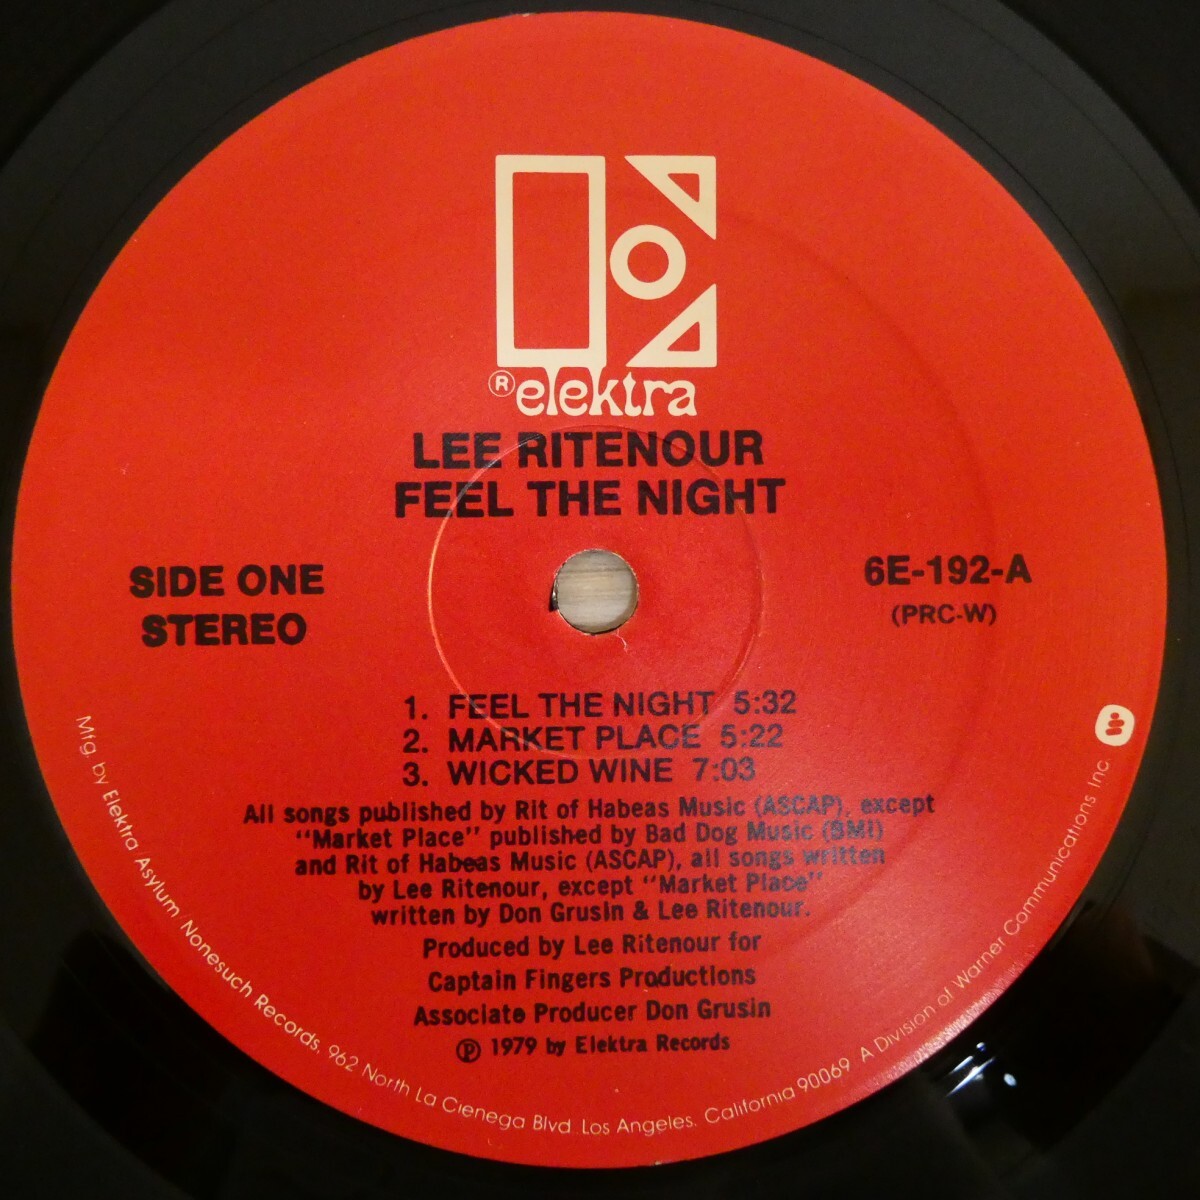 ® elektra
LEE RITENOUR
FEEL THE NIGHT
SIDE ONE
STEREO
6E-192-A
(PRC-W)
1. FEEL THE NIGHT 5:32
2. MARKET PLACE 5:22
3. WICKED WINE 7:03
All songs published by Rit of Habeas Music (ASCAP), except
"Market Place" published by Bad Dog Music (BMI)
and Rit of Habeas Music (ASCAP), all songs written
by Lee Ritenour, except "Market Place"
written by Don Grusin & Lee Ritenour.
Produced by Lee Ritenour for
Captain Fingers Productions
Associate Producer Don Grusin
℗ 1979 by Elektra Records
Mfg. by Elektra/Asylum/Nonesuch Records, 962 North La Cienega Blvd. Los Angeles, California 90069 A Division of Warner Communications Inc.